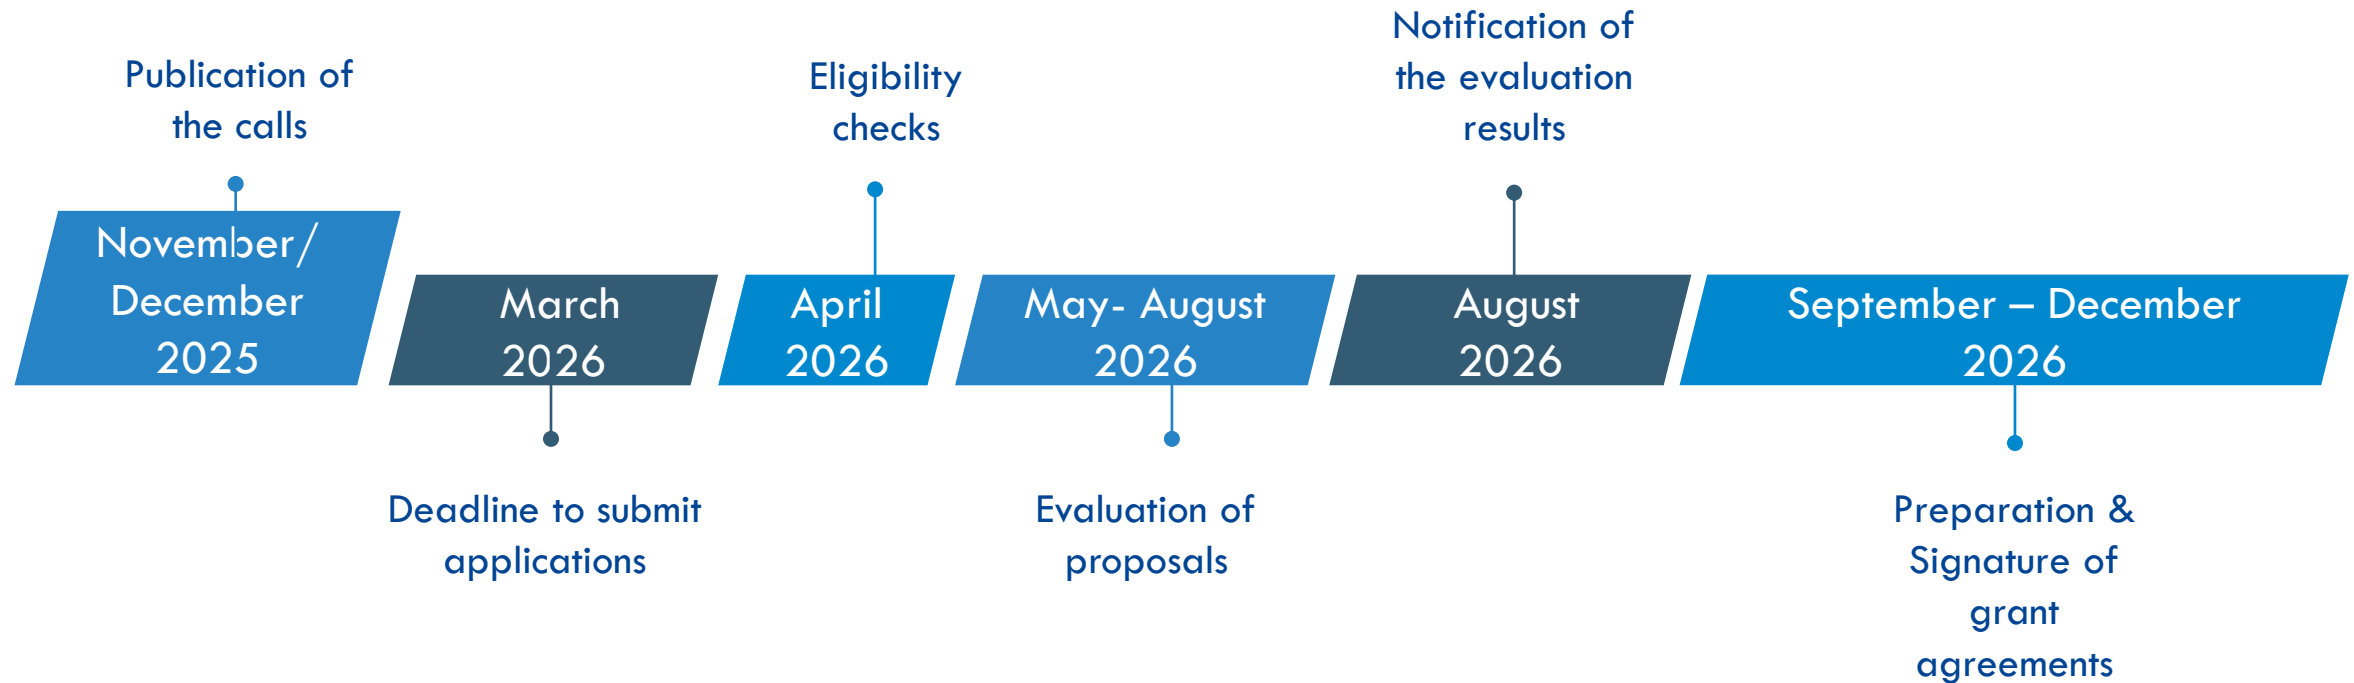 Publication of
the calls
November/
December
2025
March
2026
Deadline to submit
applications
Eligibility
checks
April
2026
May- August
2026
Evaluation of
proposals
Notification of
the evaluation
results
August
2026
September – December
2026
Preparation &
Signature of
grant
agreements